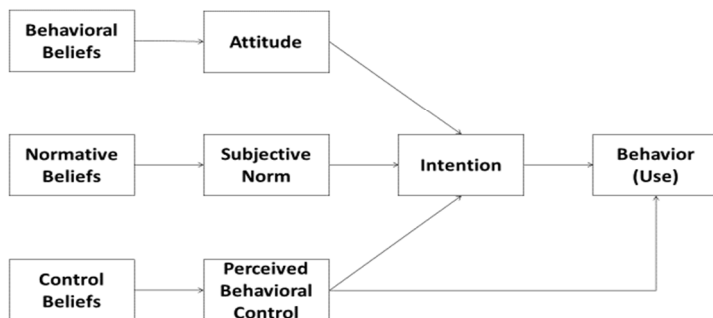 Behavioral
Beliefs
Attitude
Normative
Beliefs
Subjective
Norm
Intention
Behavior
(Use)
Control
Beliefs
Perceived
Behavioral
Control